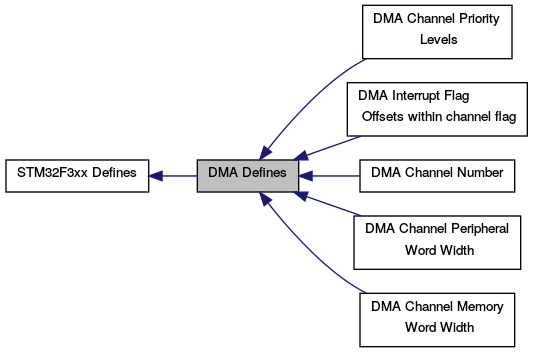 DMA Channel Priority
Levels
DMA Interrupt Flag
Offsets within channel flag
STM32F3xx Defines
DMA Defines
DMA Channel Number
DMA Channel Peripheral
Word Width
DMA Channel Memory
Word Width